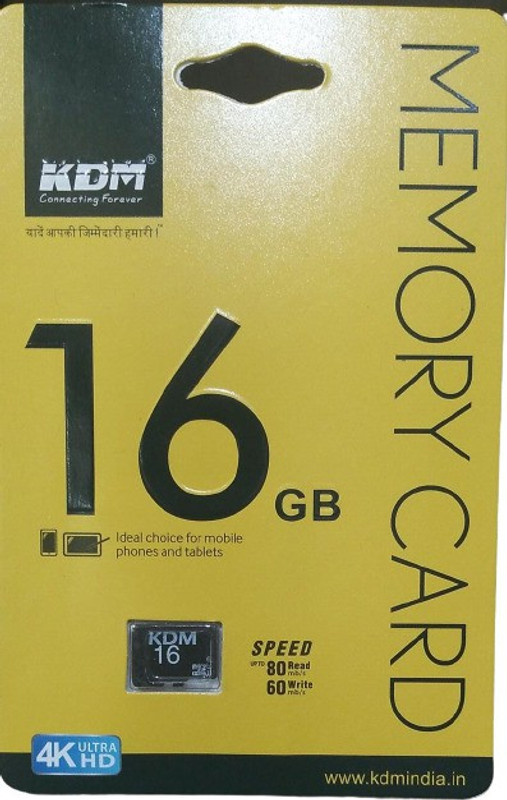 KDM®
Connecting Forever
यादें आपकी जिम्मेदारी हमारी !™
MEMORY CARD
16 GB
Ideal choice for mobile
phones and tablets
KDM
16
SPEED
UPTO 80 Read
mb/s
60 Write
mb/s
4K ULTRA
HD
www.kdmindia.in